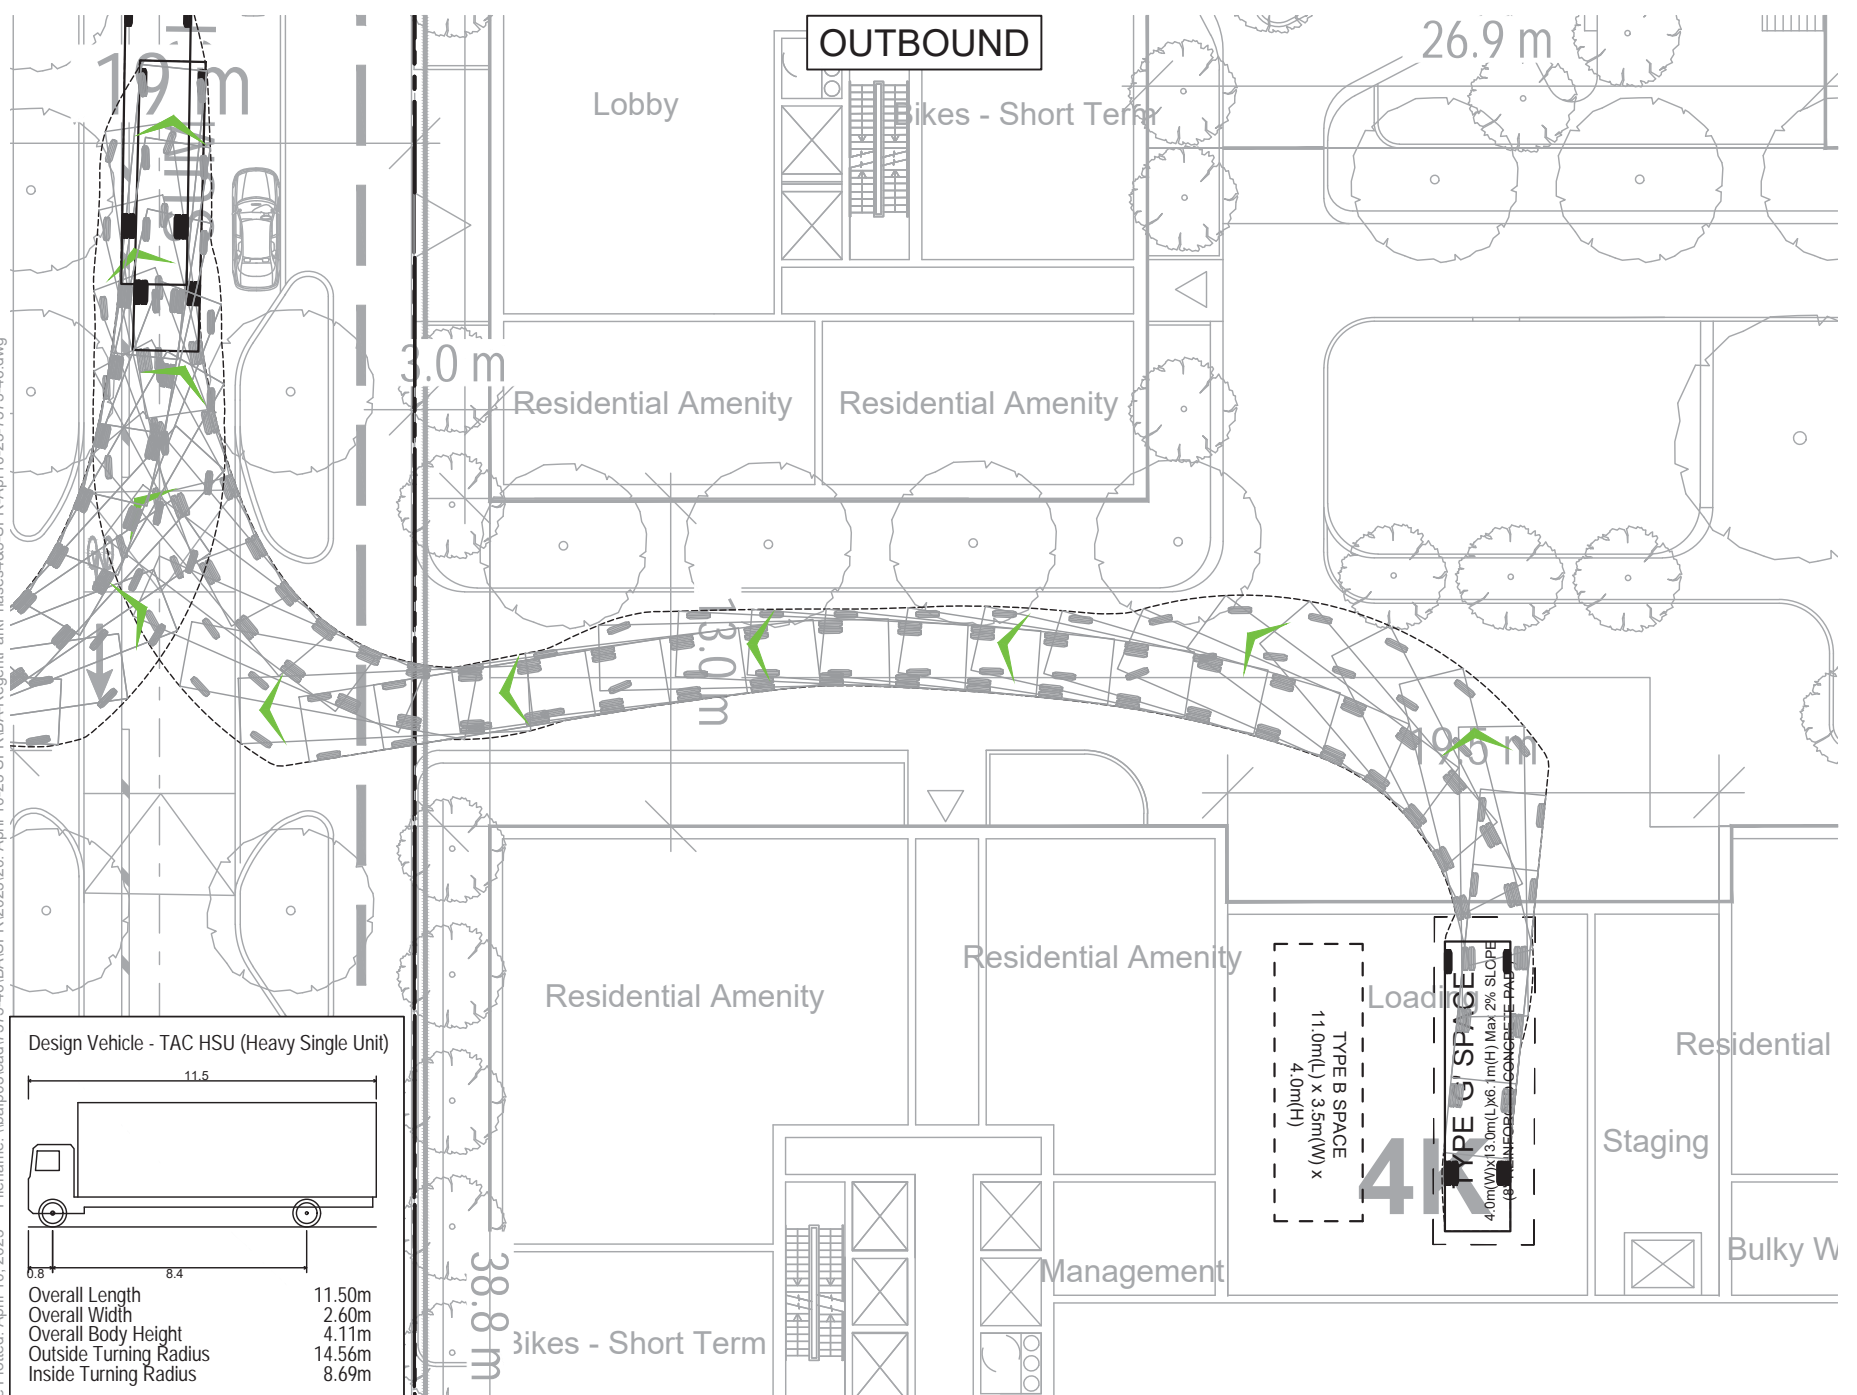 OUTBOUND
26.9 m
19 m
Lobby
Bikes - Short Term
3.0 m
Residential Amenity
Residential Amenity
13.0 m
19.5 m
Residential Amenity
Residential Amenity
Loading
TYPE B SPACE
11.0m(L) x 3.5m(W) x
4.0m(H)
TYPE G' SPACE
4.0m(W)x13.0m(L)x6.1m(H) Max 2% SLOPE
4K
Residential
Staging
Bulky W
Management
Bikes - Short Term
38.8 m
Design Vehicle - TAC HSU (Heavy Single Unit)
11.5
0.8
8.4
Overall Length 11.50m
Overall Width 2.60m
Overall Body Height 4.11m
Outside Turning Radius 14.56m
Inside Turning Radius 8.69m